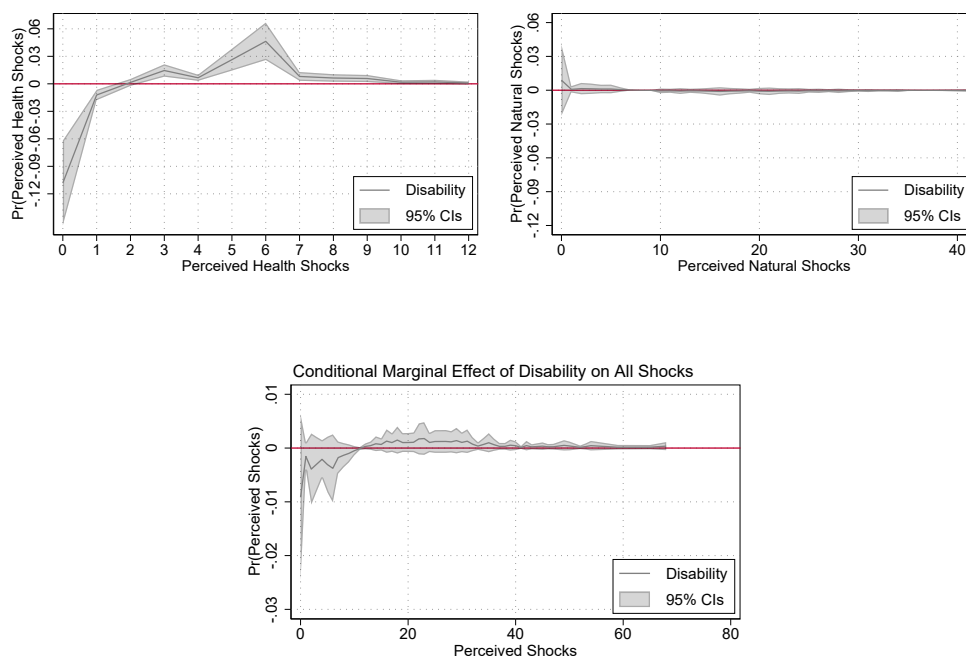 Pr(Perceived Health Shocks)
.06
.03
0
-.03
-.06
-.09
-.12
Disability
95% CIs
0 1 2 3 4 5 6 7 8 9 10 11 12
Perceived Health Shocks
Pr(Perceived Natural Shocks)
.06
.03
0
-.03
-.06
-.09
-.12
Disability
95% CIs
0 10 20 30 40
Perceived Natural Shocks
Conditional Marginal Effect of Disability on All Shocks
Pr(Perceived Shocks)
.01
0
-.01
-.02
-.03
Disability
95% CIs
0 20 40 60 80
Perceived Shocks